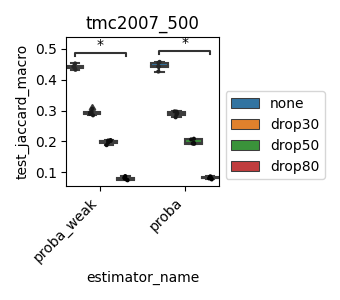 tmc2007_500
test_jaccard_macro
0.5
0.4
0.3
0.2
0.1
*
*
none
drop30
drop50
drop80
proba_weak
proba
estimator_name